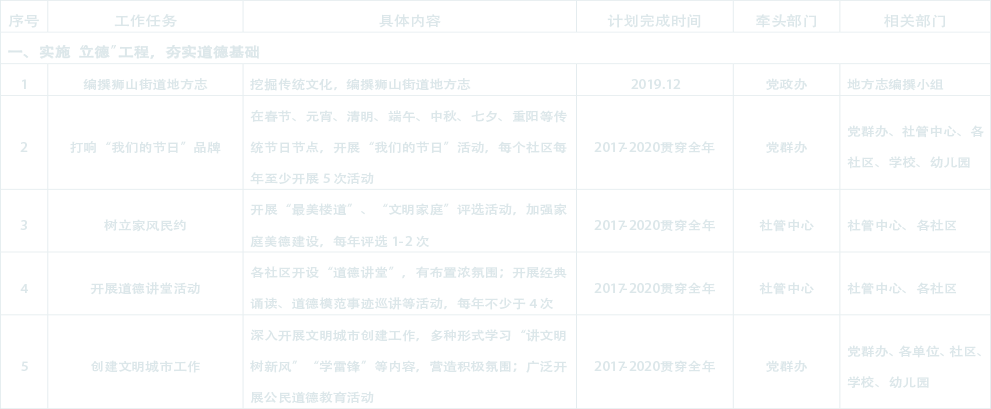 序号 工作任务 具体内容 计划完成时间 牵头部门 相关部门
一、实施“立德”工程，夯实道德基础
1 编撰狮山街道地方志 挖掘传统文化，编撰狮山街道地方志 2019.12 党政办 地方志编撰小组
2 打响“我们的节日”品牌
在春节、元宵、清明、端午、中秋、七夕、重阳等传
统节日节点，开展“我们的节日”活动，每个社区每
年至少开展 5 次活动
2017-2020贯穿全年 党群办
党群办、社管中心、各
社区、学校、幼儿园
3 树立家风民约
开展“最美楼道”、“文明家庭”评选活动，加强家
庭美德建设，每年评选 1-2 次
2017-2020贯穿全年 社管中心 社管中心、各社区
4 开展道德讲堂活动
各社区开设“道德讲堂”，有布置浓氛围；开展经典
诵读、道德模范事迹巡讲等活动，每年不少于 4 次
2017-2020贯穿全年 社管中心 社管中心、各社区
5 创建文明城市工作
深入开展文明城市创建工作，多种形式学习“讲文明
树新风”“学雷锋”等内容，营造积极氛围；广泛开
展公民道德教育活动
2017-2020贯穿全年 党群办
党群办、各单位、社区、
学校、幼儿园